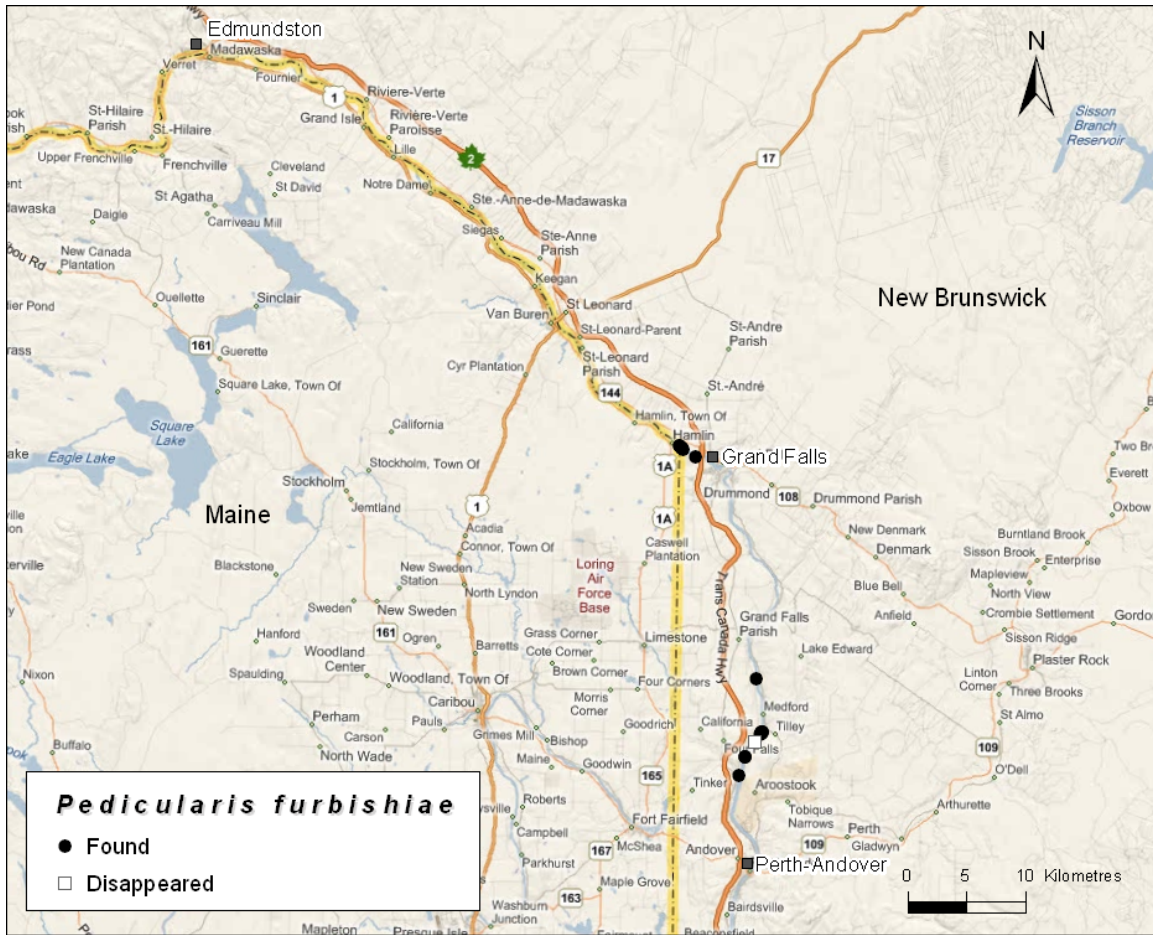 Edmundston
Madawaska
Verret
Fournier
N
1
Riviere-Verte
Sisson
Branch
Reservoir
St-Hilaire
Parish
St.-Hilaire
Grand Isle
Rivière-Verte
Paroisse
Upper Frenchville
Frenchville
Lille
2
17
Cleveland
St David
Notre Dame
St Agatha
Daigle
Carriveau Mill
Ste.-Anne-de-Madawaska
Siegas
Ste-Anne
Parish
New Canada
Plantation
Keegan
Ouellette
Sinclair
St Leonard
New Brunswick
Van Buren
St-Leonard-Parent
St-Andre
Parish
161
Guerette
St-Leonard
Parish
Cyr Plantation
Square Lake, Town Of
144
St.-André
Hamlin, Town Of
California
Square
Lake
Hamlin
Eagle Lake
Stockholm, Town Of
1A
Grand Falls
Stockholm
Drummond
108
Drummond Parish
Two Bro
Everett
Maine
Jemtland
1
1A
Oxbow
Acadia
Connor, Town Of
Caswell
Plantation
New Denmark
Denmark
Burntland Brook
Sisson Brook
Enterprise
Blackstone
New Sweden
Station
Loring
Air
Force
Base
Mapleview
North View
Blue Bell
North Lyndon
Trans Canada Hwy
Sweden
New Sweden
Grand Falls
Parish
Anfield
Crombie Settlement
Gordon
Hanford
161
Ogren
Grass Corner
Limestone
Sisson Ridge
Woodland
Center
Barretts
Cote Corner
Lake Edward
Plaster Rock
Spaulding
Woodland, Town Of
Brown Corner
Four Corners
Linton
Corner
Three Brooks
Nixon
Morris
Corner
Medford
Perham
Pauls
Caribou
Goodrich
California
Tilley
St Almo
Carson
Grimes Mill
Bishop
Four Falls
109
Buffalo
North Wade
Maine
Goodwin
165
Tinker
Aroostook
O'Dell
Pedicularis furbishiae
Found
Disappeared
Roberts
Campbell
Fort Fairfield
Tobique
Narrows
Arthurette
Perth
Gladwyn
109
167
McShea
Andover
Perth-Andover
Parkhurst
Maple Grove
163
0 5 10 Kilometres
Washburn
Junction
Bairdsville
Mapleton
Presque Isle
Fairmount
Beaconsfield